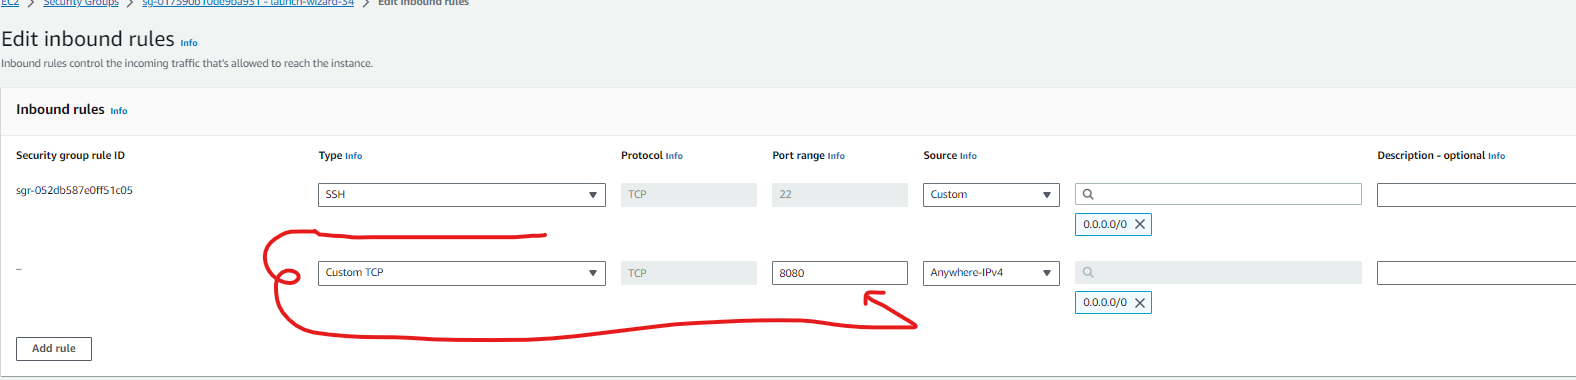 EC2 > Security Groups > sg-017590b10de9ba931 - launch-wizard-34 > Edit inbound rules
Edit inbound rules Info
Inbound rules control the incoming traffic that's allowed to reach the instance.
Inbound rules Info
Security group rule ID Type Info Protocol Info Port range Info Source Info Description - optional Info
sgr-052db587e0ff51c05 SSH TCP 22 Custom
0.0.0.0/0
– Custom TCP TCP 8080 Anywhere-IPv4
0.0.0.0/0
Add rule